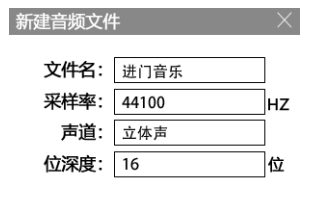 新建音频文件
文件名： 进门音乐
采样率： 44100 HZ
声道： 立体声
位深度： 16 位